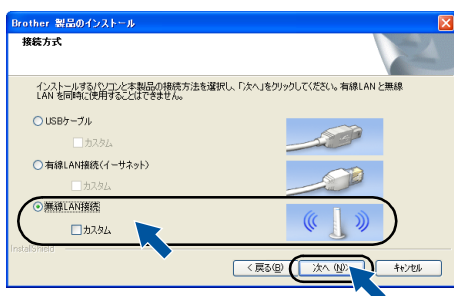 Brother 製品のインストール
接続方式
インストールするパソコンと本製品の接続方法を選択し、「次へ」をクリックしてください。有線LAN と無線
LAN を同時に使用することはできません。
USBケーブル
カスタム
有線LAN接続(イーサネット)
カスタム
無線LAN接続
カスタム
InstallShield
< 戻る(B)
次へ (N)
キャンセル